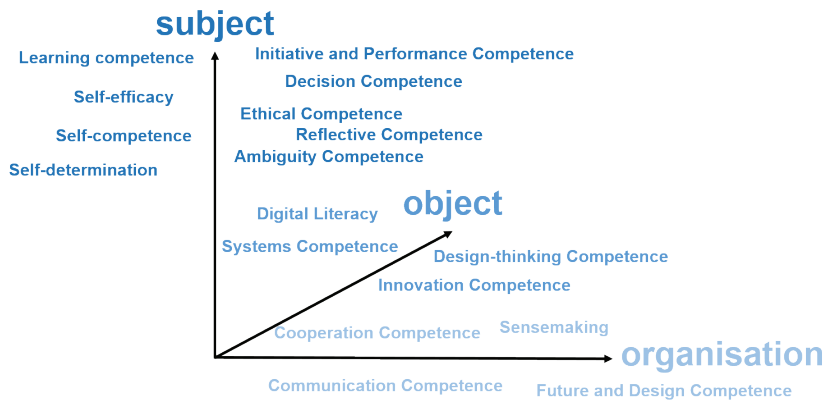 subject
Learning competence
Initiative and Performance Competence
Decision Competence
Self-efficacy
Ethical Competence
Self-competence
Reflective Competence
Ambiguity Competence
Self-determination
Digital Literacy
object
Systems Competence
Design-thinking Competence
Innovation Competence
Cooperation Competence
Sensemaking
organisation
Communication Competence
Future and Design Competence